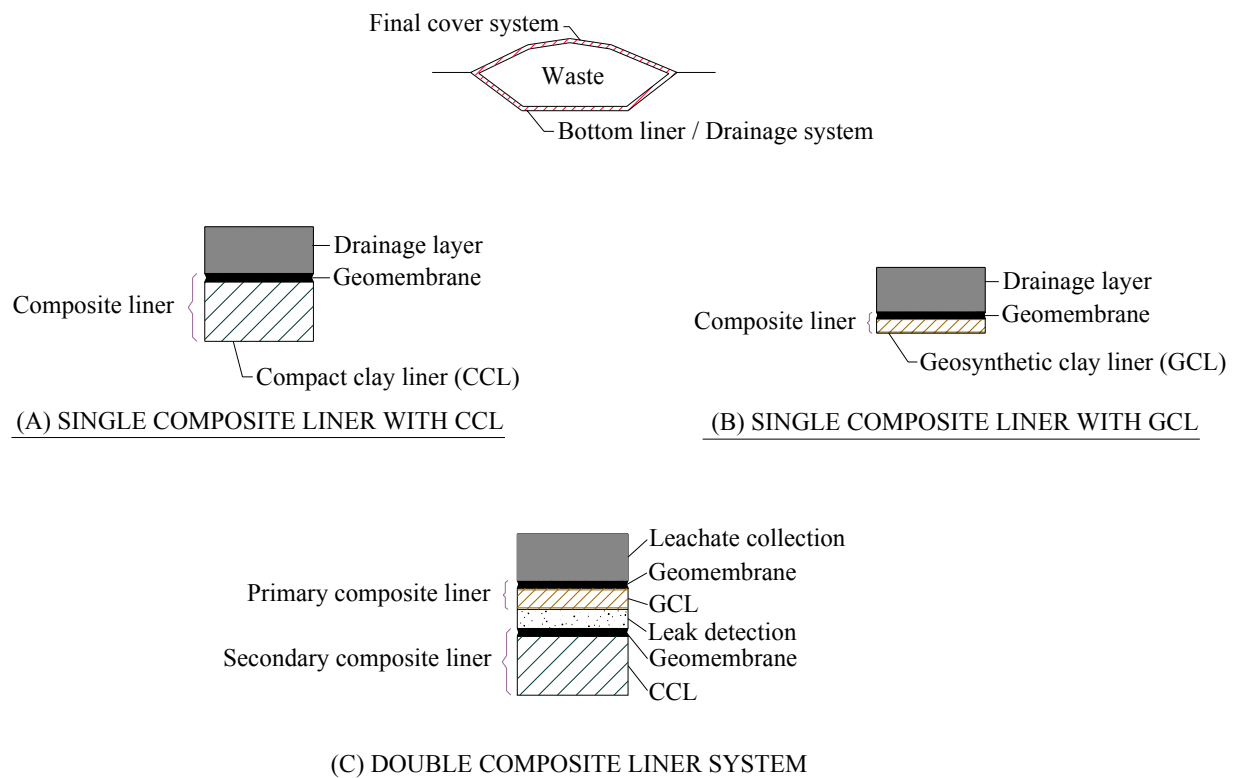 Final cover system
Waste
Bottom liner / Drainage system
Drainage layer
Geomembrane
Composite liner
Compact clay liner (CCL)
(A) SINGLE COMPOSITE LINER WITH CCL
Drainage layer
Geomembrane
Composite liner
Geosynthetic clay liner (GCL)
(B) SINGLE COMPOSITE LINER WITH GCL
Leachate collection
Geomembrane
Primary composite liner
GCL
Leak detection
Secondary composite liner
Geomembrane
CCL
(C) DOUBLE COMPOSITE LINER SYSTEM